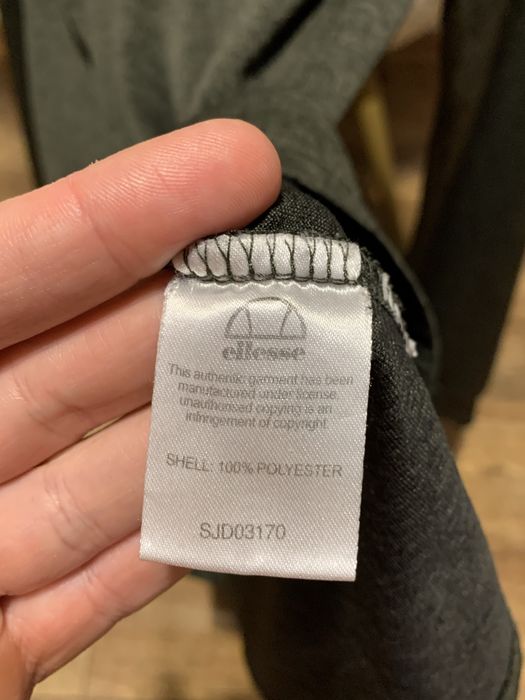 ellesse
This authentic garment has been
manufactured under license,
unauthorised copying is an
infringement of copyright
SHELL: 100% POLYESTER
SJD03170